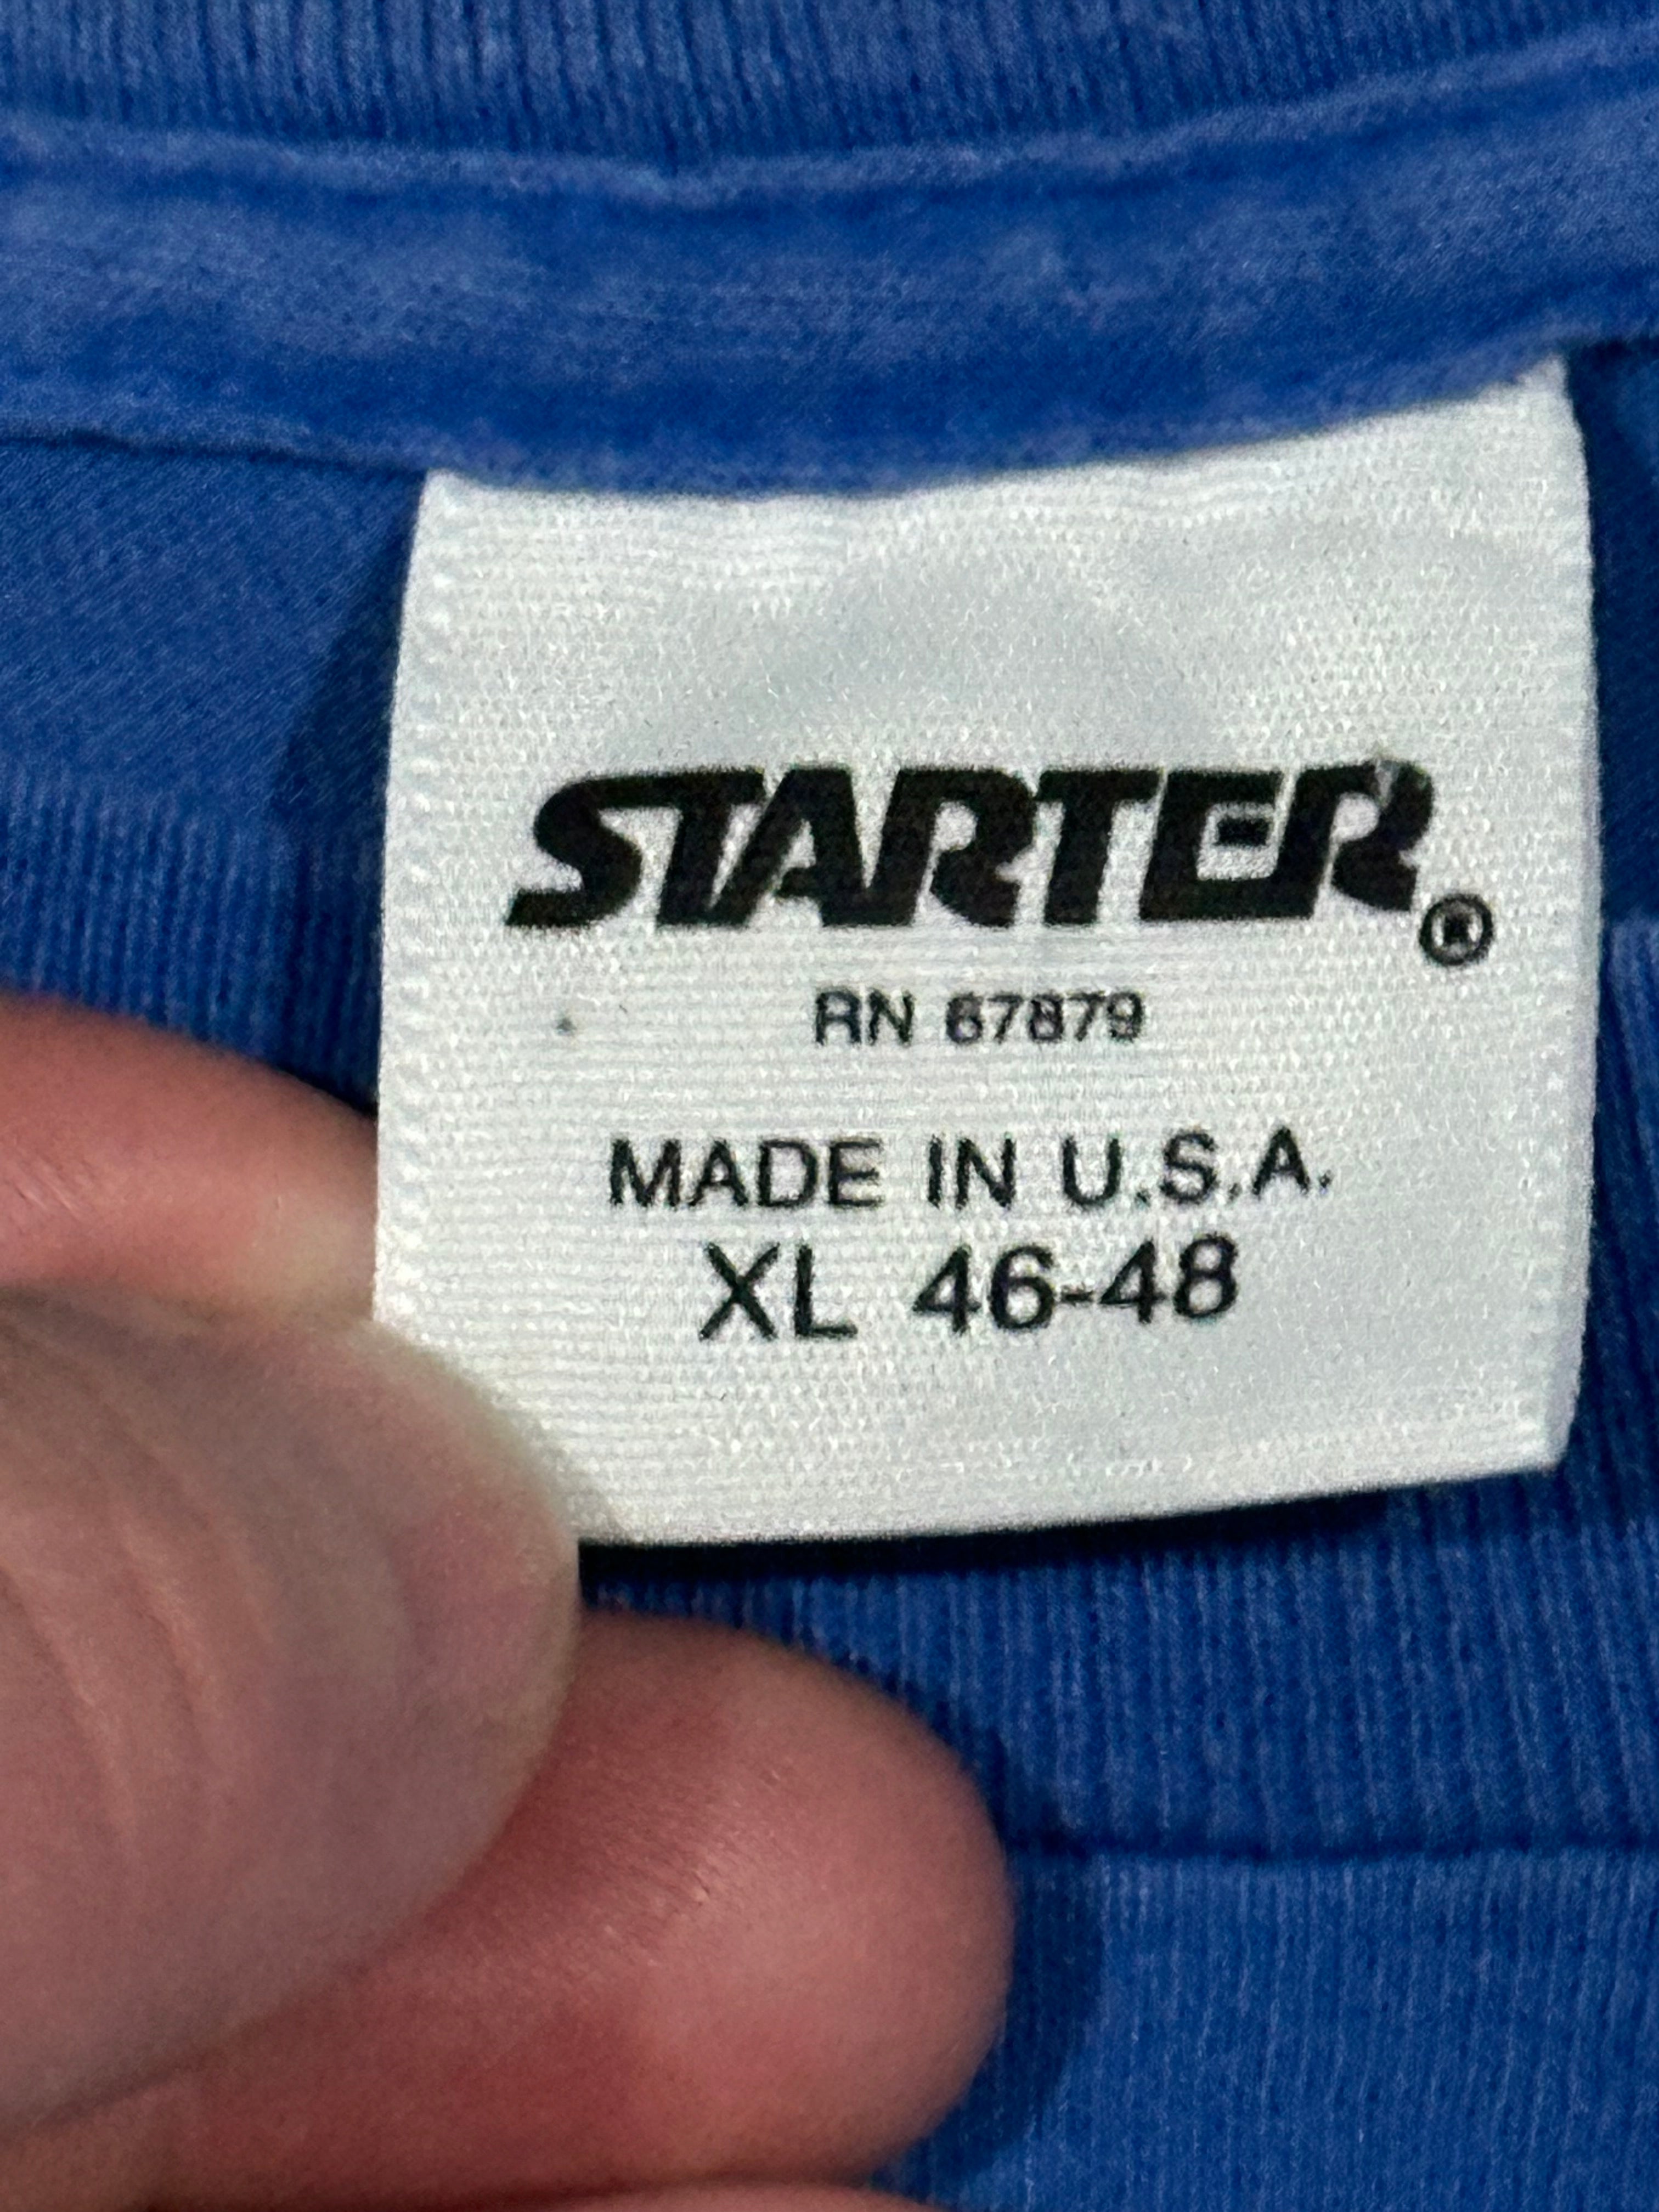 STARTER®
RN 67879
MADE IN U.S.A.
XL 46-48